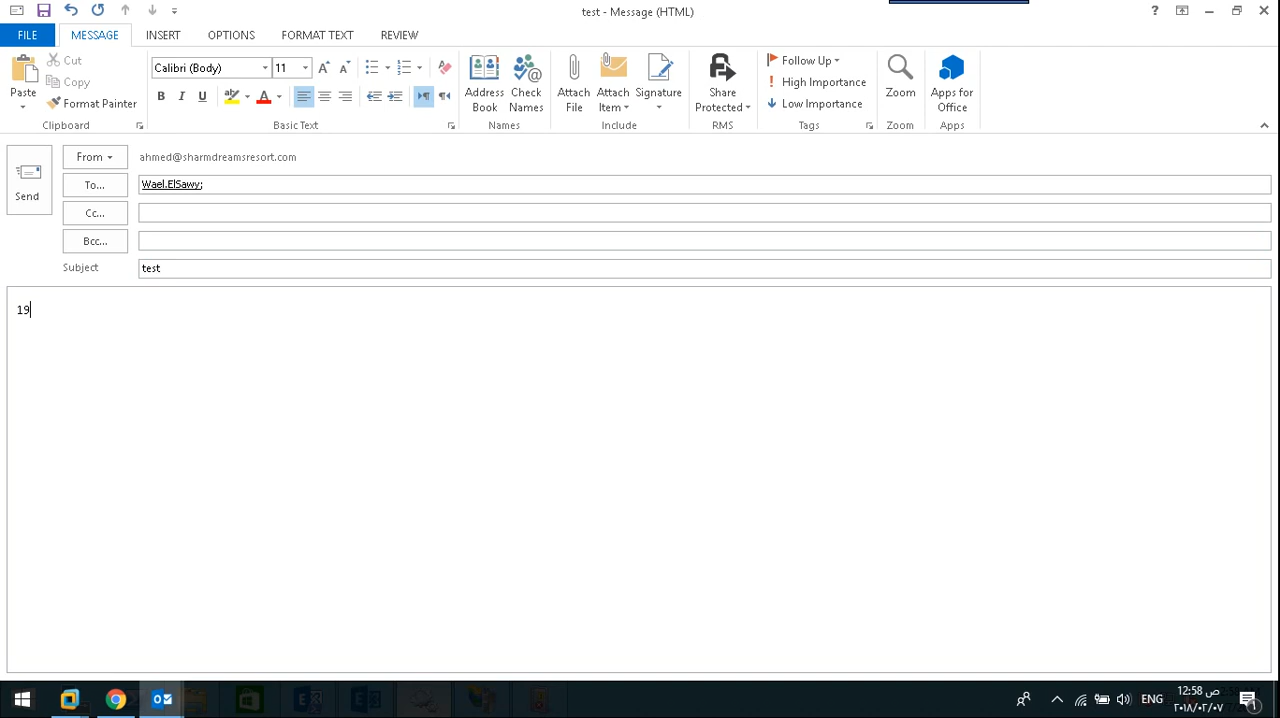 test - Message (HTML)
?
FILE MESSAGE INSERT OPTIONS FORMAT TEXT REVIEW
Paste
Cut
Copy
Format Painter
Clipboard
Calibri (Body) 11
B I U
Basic Text
Address Book
Check Names
Names
Attach File
Attach Item
Signature
Include
Share Protected
RMS
Follow Up
High Importance
Low Importance
Tags
Zoom
Zoom
Apps for Office
Apps
Send
From ahmed@sharmdreamsresort.com
To... Wael.ElSawy;
Cc...
Bcc...
Subject test
19
ENG
12:58 ص
٢٠١٨/٠٢/٠٧
1